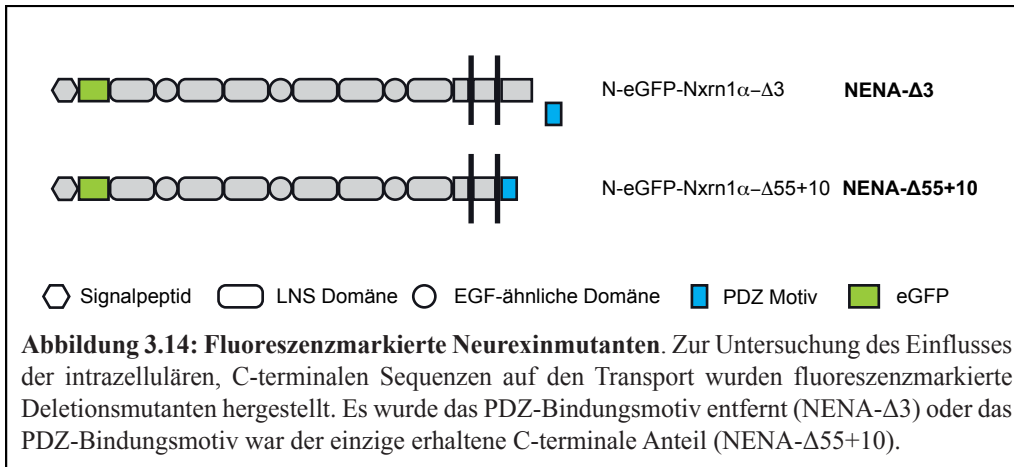 N-eGFP-Nxrn1α–Δ3 NENA-Δ3
N-eGFP-Nxrn1α–Δ55+10 NENA-Δ55+10
Signalpeptid LNS Domäne EGF-ähnliche Domäne PDZ Motiv eGFP
Abbildung 3.14: Fluoreszenzmarkierte Neurexinmutanten. Zur Untersuchung des Einflusses
der intrazellulären, C-terminalen Sequenzen auf den Transport wurden fluoreszenzmarkierte
Deletionsmutanten hergestellt. Es wurde das PDZ-Bindungsmotiv entfernt (NENA-Δ3) oder das
PDZ-Bindungsmotiv war der einzige erhaltene C-terminale Anteil (NENA-Δ55+10).